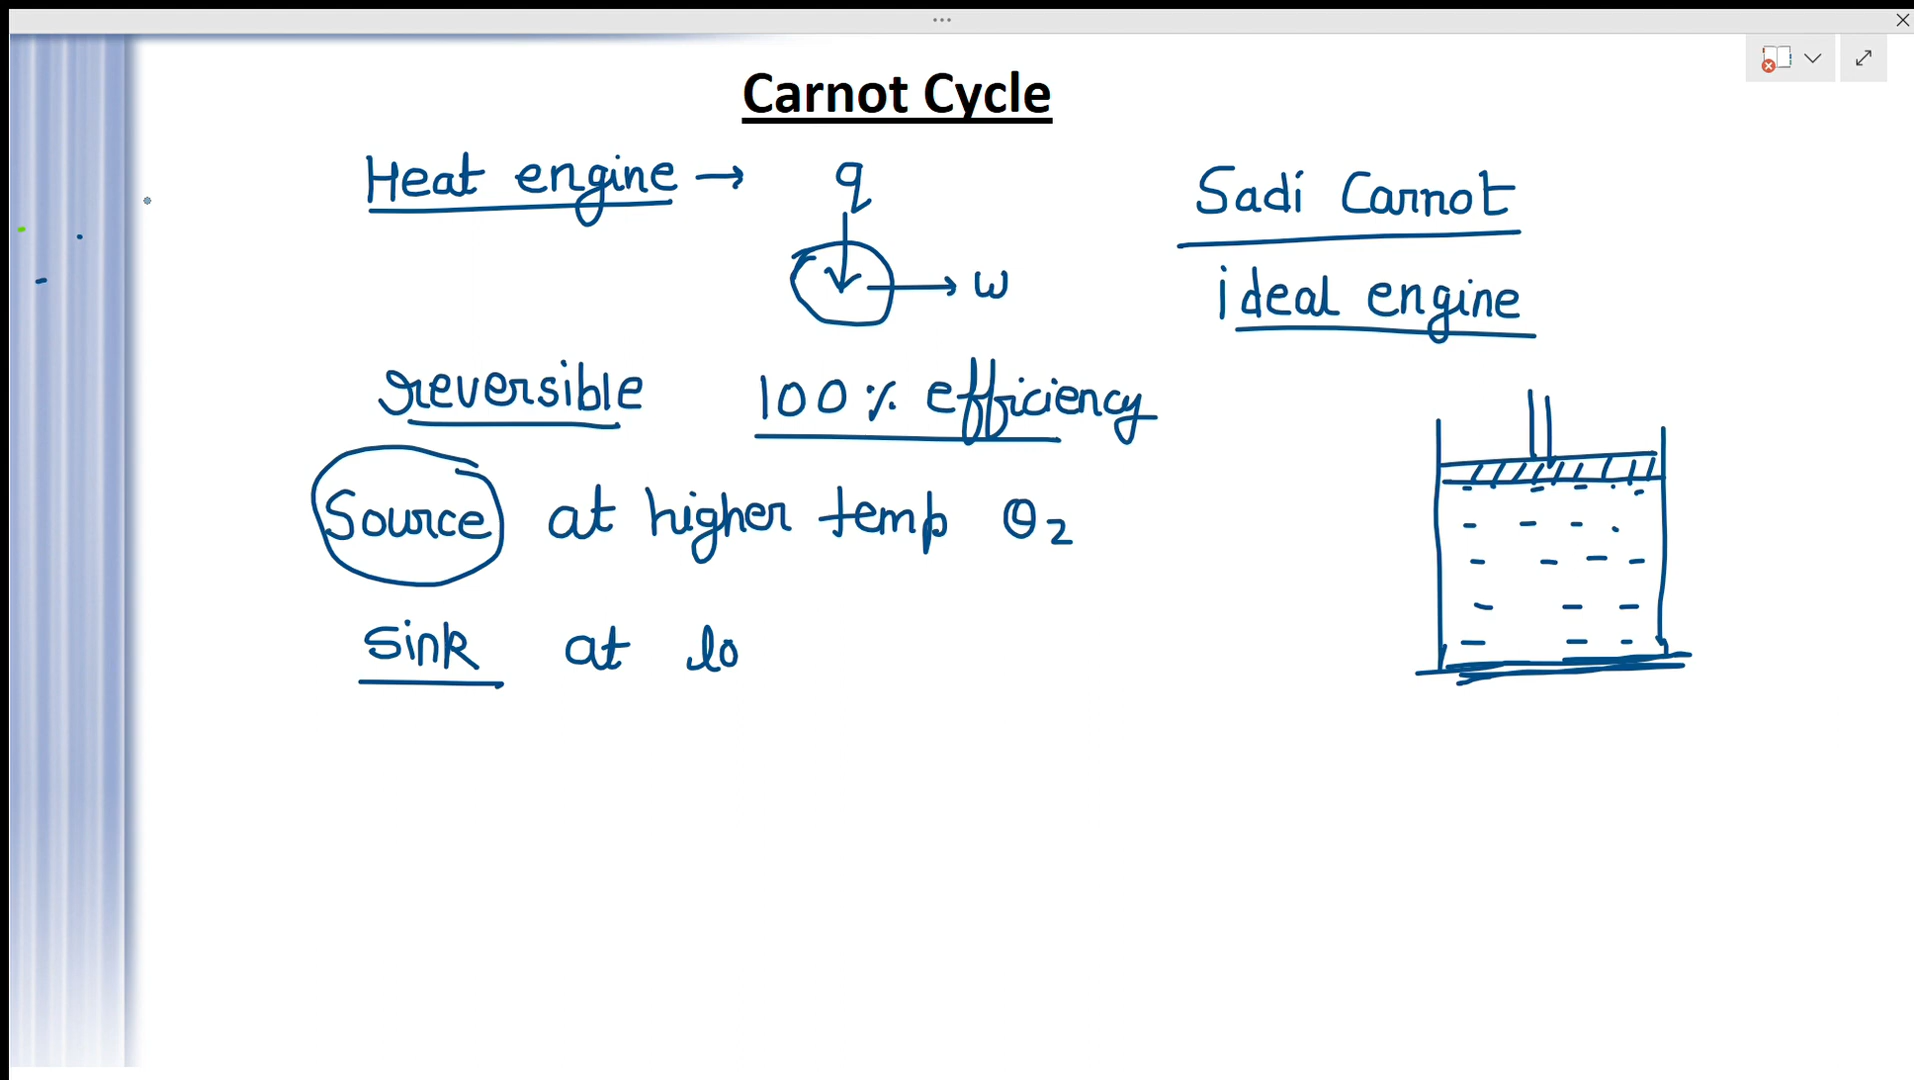 Carnot Cycle
Heat engine → q
w
Sadi Carnot
ideal engine
reversible 100% efficiency
Source at higher temp θ₂
Sink at lo